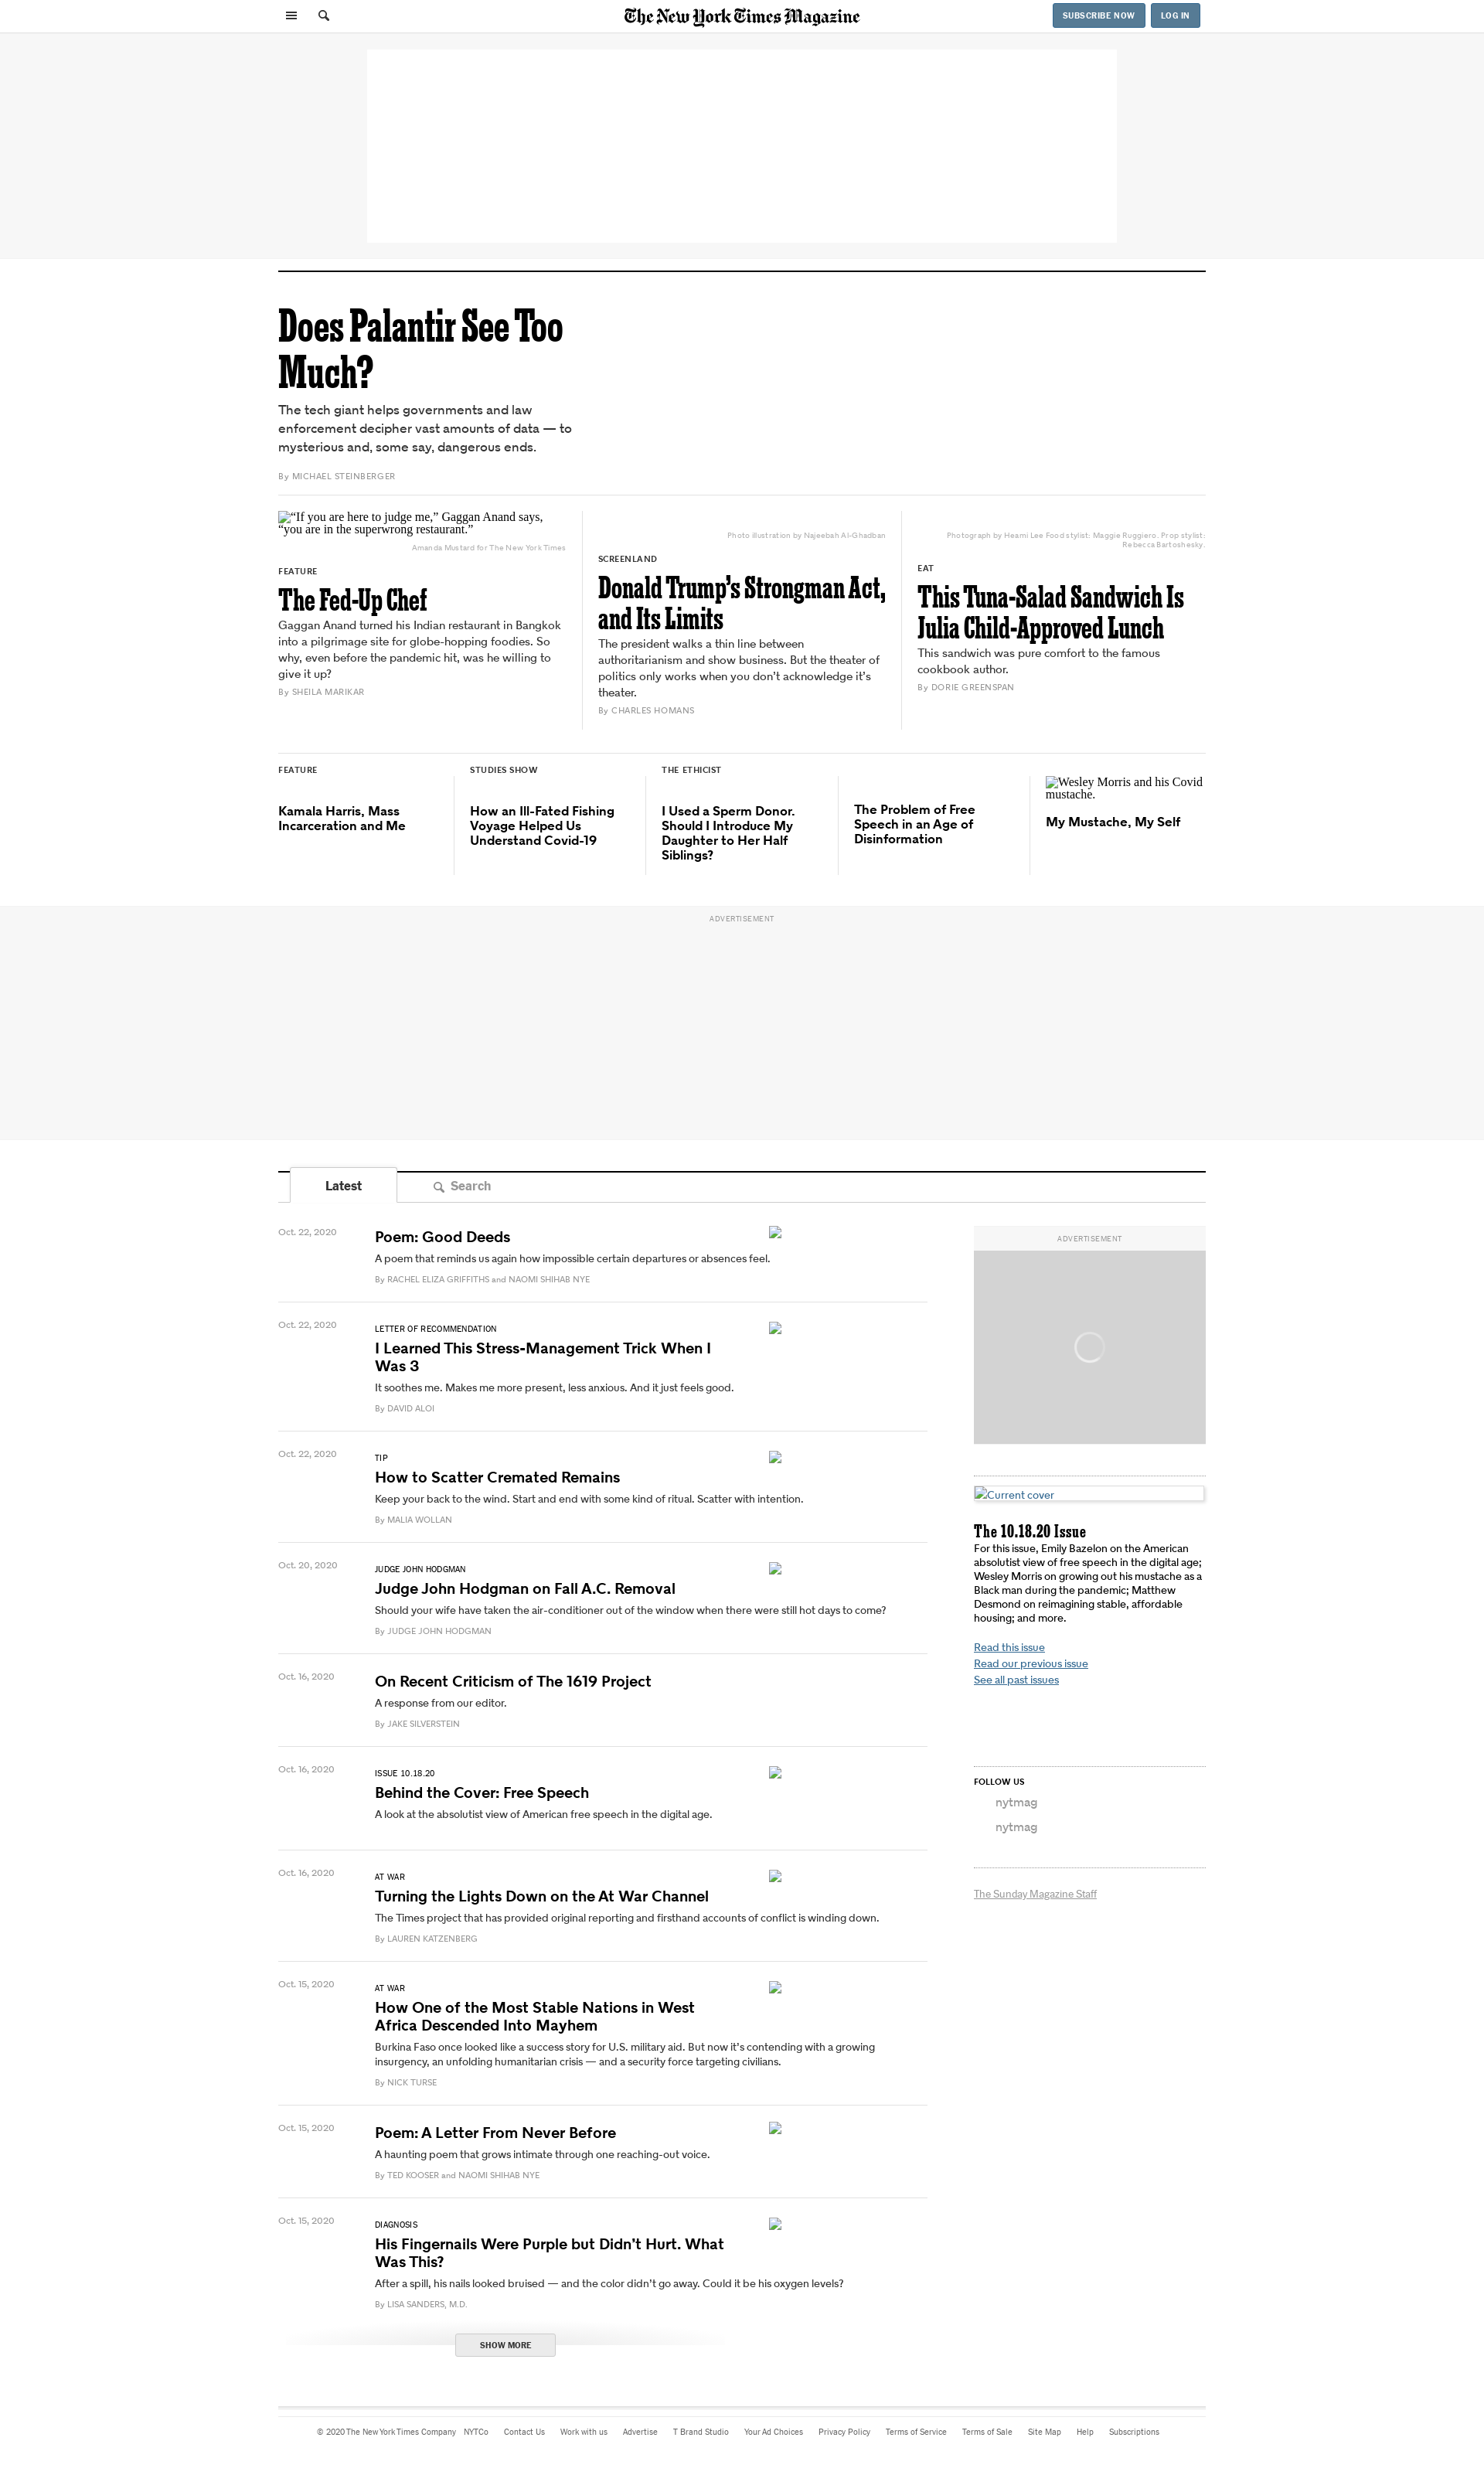 The New York Times Magazine
SUBSCRIBE NOW
LOG IN
Does Palantir See Too
Much?
The tech giant helps governments and law
enforcement decipher vast amounts of data — to
mysterious and, some say, dangerous ends.
By MICHAEL STEINBERGER
“If you are here to judge me,” Gaggan Anand says,
“you are in the superwrong restaurant.”
Amanda Mustard for The New York Times
FEATURE
The Fed-Up Chef
Gaggan Anand turned his Indian restaurant in Bangkok
into a pilgrimage site for globe-hopping foodies. So
why, even before the pandemic hit, was he willing to
give it up?
By SHEILA MARIKAR
Photo illustration by Najeebah Al-Ghadban
SCREENLAND
Donald Trump’s Strongman Act,
and Its Limits
The president walks a thin line between
authoritarianism and show business. But the theater of
politics only works when you don’t acknowledge it’s
theater.
By CHARLES HOMANS
Photograph by Heami Lee Food stylist: Maggie Ruggiero. Prop stylist:
Rebecca Bartoshesky.
EAT
This Tuna-Salad Sandwich Is
Julia Child-Approved Lunch
This sandwich was pure comfort to the famous
cookbook author.
By DORIE GREENSPAN
FEATURE
Kamala Harris, Mass
Incarceration and Me
STUDIES SHOW
How an Ill-Fated Fishing
Voyage Helped Us
Understand Covid-19
THE ETHICIST
I Used a Sperm Donor.
Should I Introduce My
Daughter to Her Half
Siblings?
The Problem of Free
Speech in an Age of
Disinformation
Wesley Morris and his Covid
mustache.
My Mustache, My Self
ADVERTISEMENT
Latest
Search
Oct. 22, 2020
Poem: Good Deeds
A poem that reminds us again how impossible certain departures or absences feel.
By RACHEL ELIZA GRIFFITHS and NAOMI SHIHAB NYE
Oct. 22, 2020
LETTER OF RECOMMENDATION
I Learned This Stress-Management Trick When I
Was 3
It soothes me. Makes me more present, less anxious. And it just feels good.
By DAVID ALOI
Oct. 22, 2020
TIP
How to Scatter Cremated Remains
Keep your back to the wind. Start and end with some kind of ritual. Scatter with intention.
By MALIA WOLLAN
Oct. 20, 2020
JUDGE JOHN HODGMAN
Judge John Hodgman on Fall A.C. Removal
Should your wife have taken the air-conditioner out of the window when there were still hot days to come?
By JUDGE JOHN HODGMAN
Oct. 16, 2020
On Recent Criticism of The 1619 Project
A response from our editor.
By JAKE SILVERSTEIN
Oct. 16, 2020
ISSUE 10.18.20
Behind the Cover: Free Speech
A look at the absolutist view of American free speech in the digital age.
Oct. 16, 2020
AT WAR
Turning the Lights Down on the At War Channel
The Times project that has provided original reporting and firsthand accounts of conflict is winding down.
By LAUREN KATZENBERG
Oct. 15, 2020
AT WAR
How One of the Most Stable Nations in West
Africa Descended Into Mayhem
Burkina Faso once looked like a success story for U.S. military aid. But now it’s contending with a growing
insurgency, an unfolding humanitarian crisis — and a security force targeting civilians.
By NICK TURSE
Oct. 15, 2020
Poem: A Letter From Never Before
A haunting poem that grows intimate through one reaching-out voice.
By TED KOOSER and NAOMI SHIHAB NYE
Oct. 15, 2020
DIAGNOSIS
His Fingernails Were Purple but Didn’t Hurt. What
Was This?
After a spill, his nails looked bruised — and the color didn’t go away. Could it be his oxygen levels?
By LISA SANDERS, M.D.
SHOW MORE
ADVERTISEMENT
Current cover
The 10.18.20 Issue
For this issue, Emily Bazelon on the American
absolutist view of free speech in the digital age;
Wesley Morris on growing out his mustache as a
Black man during the pandemic; Matthew
Desmond on reimagining stable, affordable
housing; and more.
Read this issue
Read our previous issue
See all past issues
FOLLOW US
nytmag
nytmag
The Sunday Magazine Staff
© 2020 The New York Times Company NYTCo Contact Us Work with us Advertise T Brand Studio Your Ad Choices Privacy Policy Terms of Service Terms of Sale Site Map Help Subscriptions